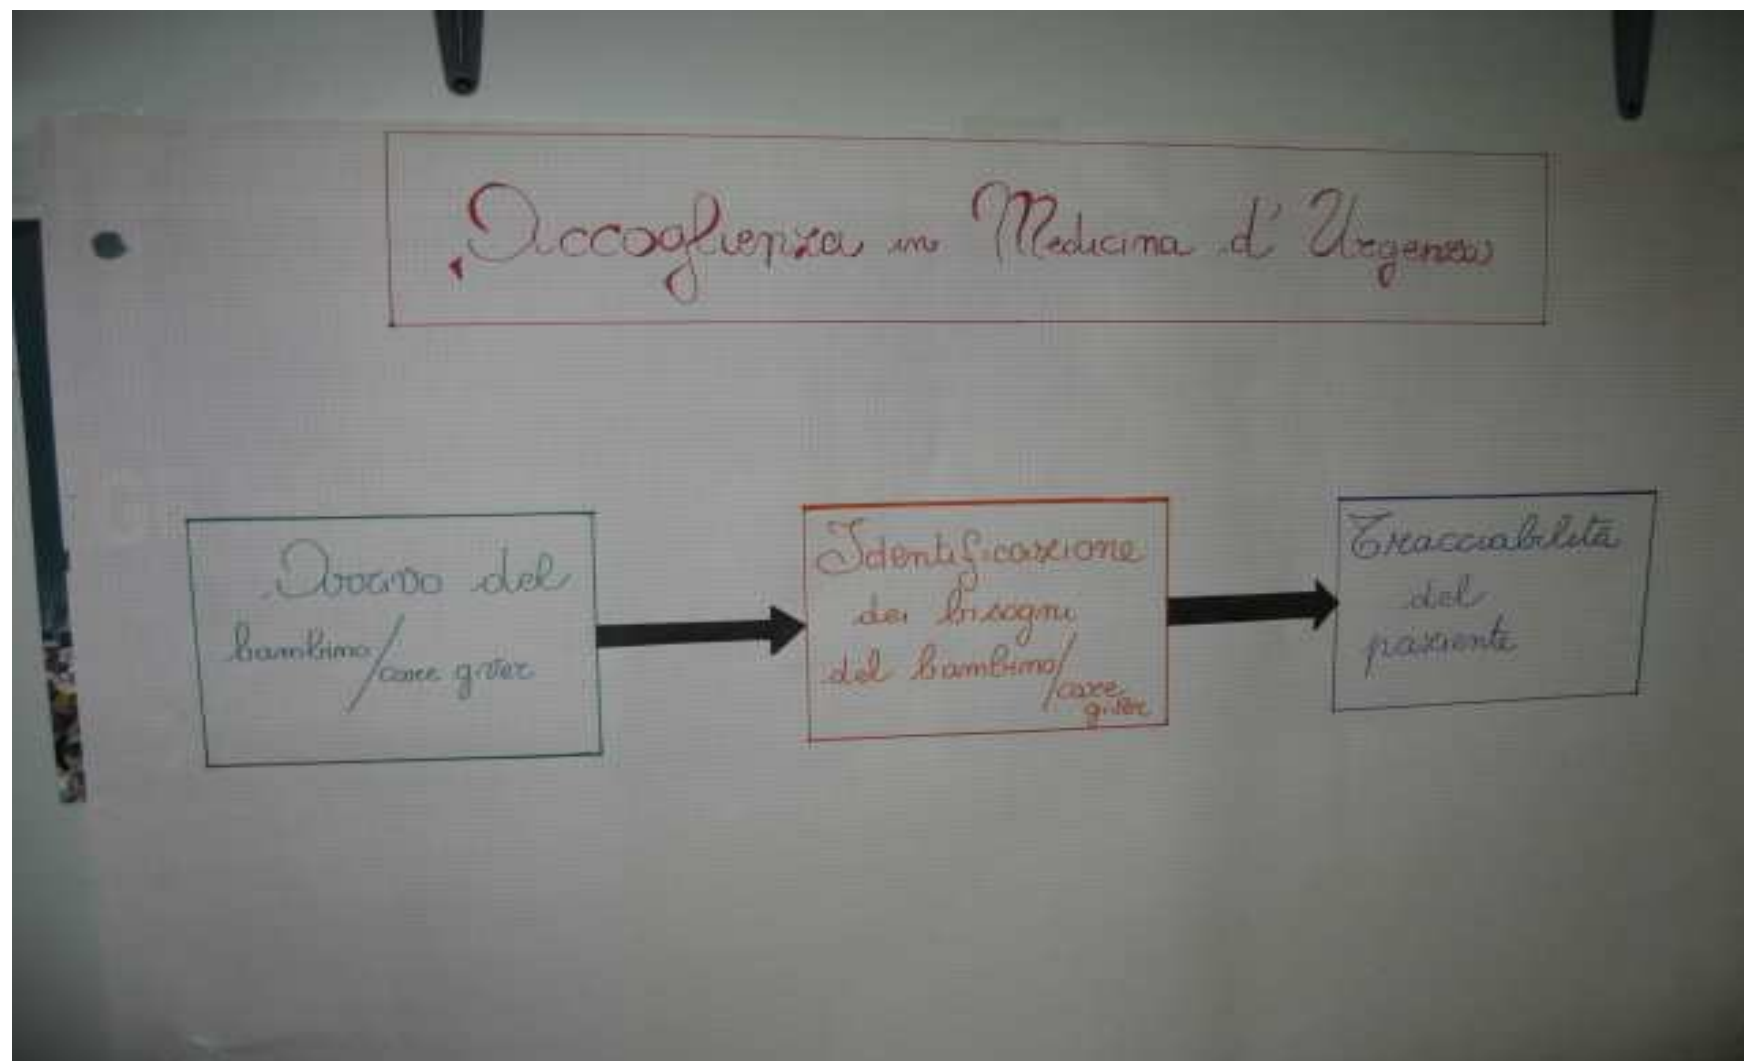 Accoglienza in Medicina d'Urgenza
Arrivo del
bambino/care giver
Identificazione
dei bisogni
del bambino/care
giver
Tracciabilità
del
paziente